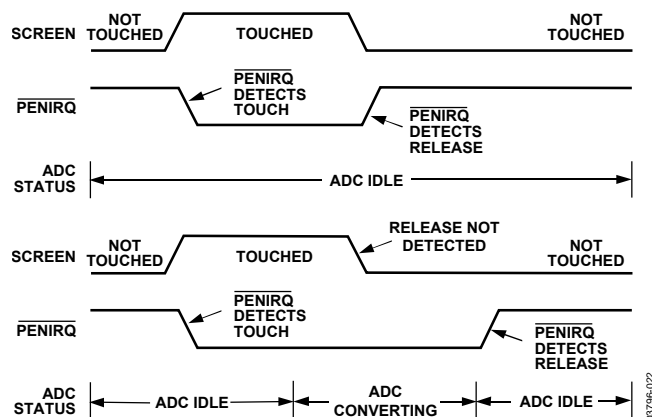 NOT
TOUCHED
SCREEN
TOUCHED
NOT
TOUCHED
PENIRQ
PENIRQ
DETECTS
TOUCH
PENIRQ
DETECTS
RELEASE
ADC
STATUS
ADC IDLE
SCREEN
NOT
TOUCHED
TOUCHED
RELEASE NOT
DETECTED
NOT
TOUCHED
PENIRQ
PENIRQ
DETECTS
TOUCH
PENIRQ
DETECTS
RELEASE
ADC
STATUS
ADC IDLE
ADC
CONVERTING
ADC IDLE